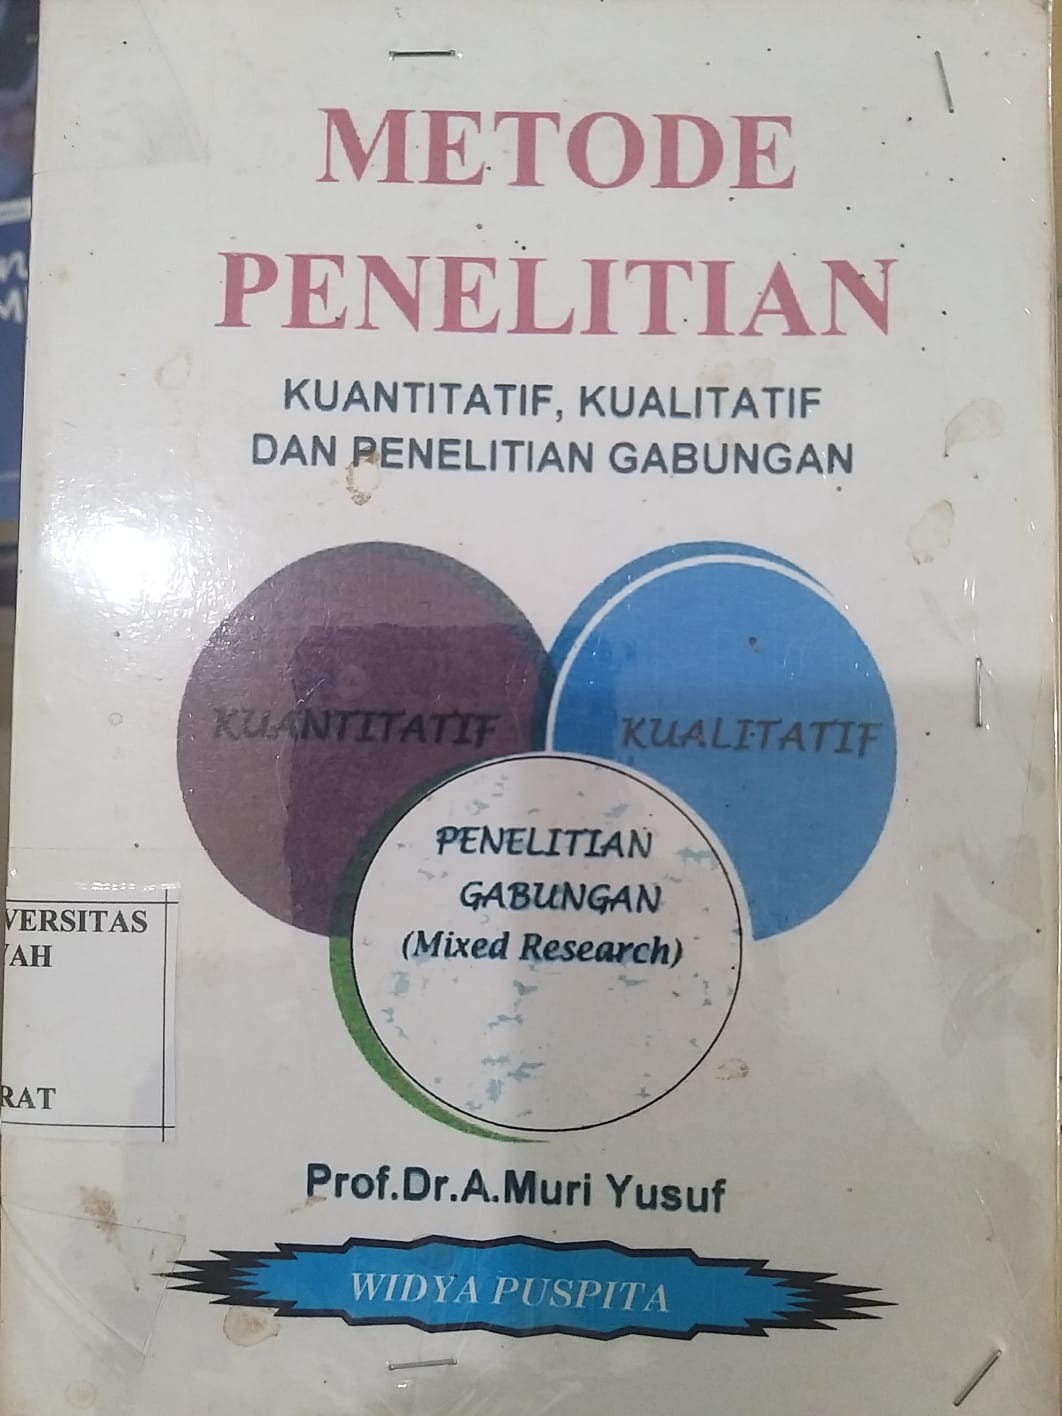 METODE
PENELITIAN
KUANTITATIF, KUALITATIF
DAN PENELITIAN GABUNGAN
KUANTITATIF
KUALITATIF
PENELITIAN
GABUNGAN
(Mixed Research)
VERSITAS
YAH
RAT
Prof.Dr.A.Muri Yusuf
WIDYA PUSPITA